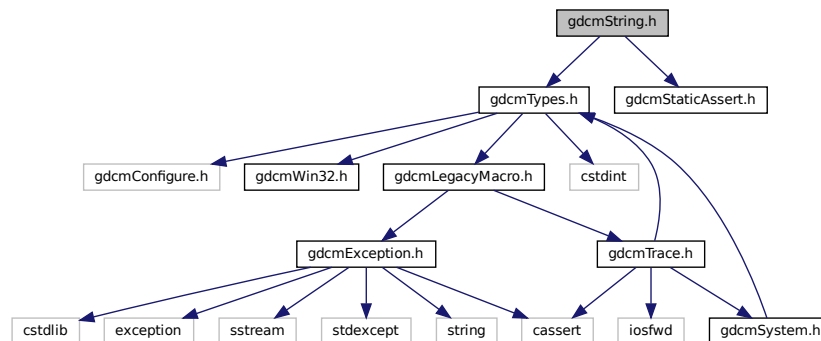 gdcmString.h
gdcmTypes.h
gdcmStaticAssert.h
gdcmConfigure.h
gdcmWin32.h
gdcmLegacyMacro.h
cstdint
gdcmException.h
gdcmTrace.h
cstdlib
exception
sstream
stdexcept
string
cassert
iosfwd
gdcmSystem.h